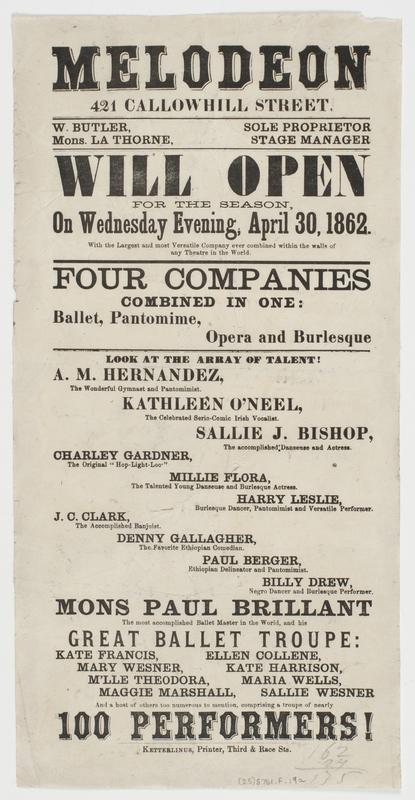 MELODEON
421 CALLOWHILL STREET.
W. BUTLER, SOLE PROPRIETOR
Mons. LA THORNE, STAGE MANAGER
WILL OPEN
FOR THE SEASON,
On Wednesday Evening, April 30, 1862.
With the Largest and most Versatile Company ever combined within the walls of
any Theatre in the World.
FOUR COMPANIES
COMBINED IN ONE:
Ballet, Pantomime,
Opera and Burlesque
LOOK AT THE ARRAY OF TALENT!
A. M. HERNANDEZ,
The Wonderful Gymnast and Pantomimist.
KATHLEEN O'NEEL,
The Celebrated Serio-Comic Irish Vocalist.
SALLIE J. BISHOP,
The accomplished Danseuse and Actress.
CHARLEY GARDNER,
The Original "Hop-Light-Loo"
MILLIE FLORA,
The Talented Young Danseuse and Burlesque Actress.
HARRY LESLIE,
Burlesque Dancer, Pantomimist and Versatile Performer.
J. C. CLARK,
The Accomplished Banjoist.
DENNY GALLAGHER,
The Favorite Ethiopian Comedian.
PAUL BERGER,
Ethiopian Delineator and Pantomimist.
BILLY DREW,
Negro Dancer and Burlesque Performer.
MONS PAUL BRILLANT
The most accomplished Ballet Master in the World, and his
GREAT BALLET TROUPE:
KATE FRANCIS, ELLEN COLLENE,
MARY WESNER, KATE HARRISON,
M'LLE THEODORA, MARIA WELLS,
MAGGIE MARSHALL, SALLIE WESNER
And a host of others too numerous to mention, comprising a troupe of nearly
100 PERFORMERS!
KETTERLINUS, Printer, Third & Race Sts.
162